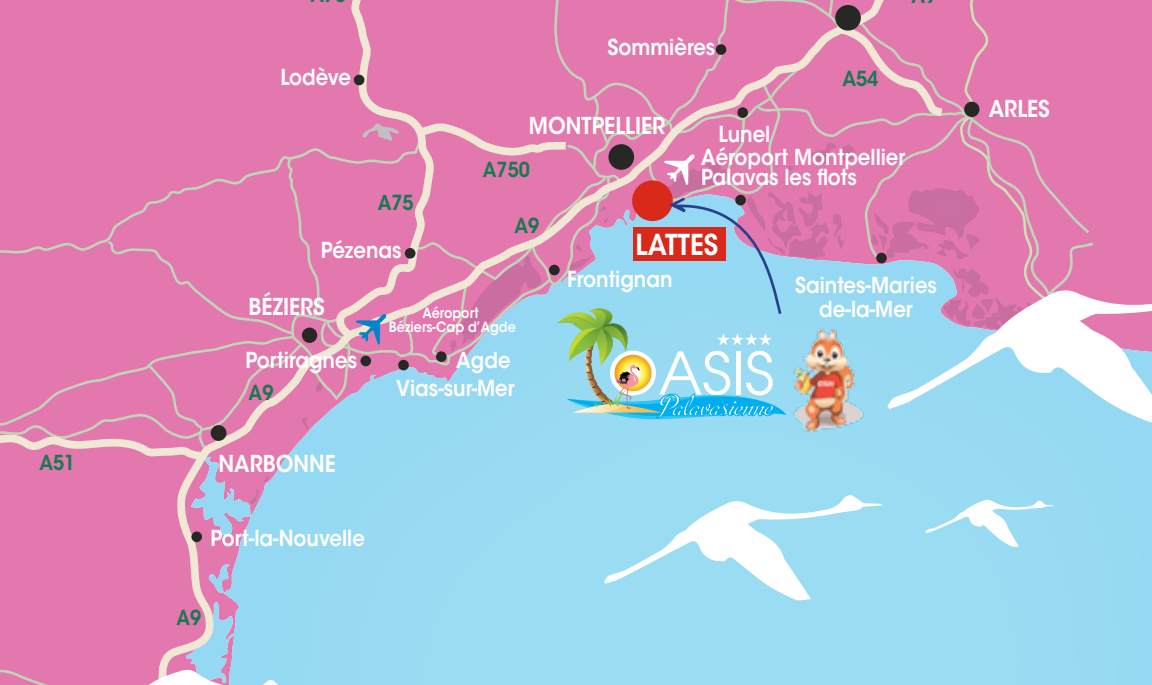 Sommières
Lodève
A54
ARLES
MONTPELLIER
Lunel
Aéroport Montpellier
Palavas les flots
A750
A75
A9
LATTES
Pézenas
Frontignan
Saintes-Maries
de-la-Mer
BÉZIERS
Aéroport
Béziers-Cap d'Agde
Portiragnes
Agde
Vias-sur-Mer
OASIS
Palavasienne
A9
A51
NARBONNE
Port-la-Nouvelle
A9